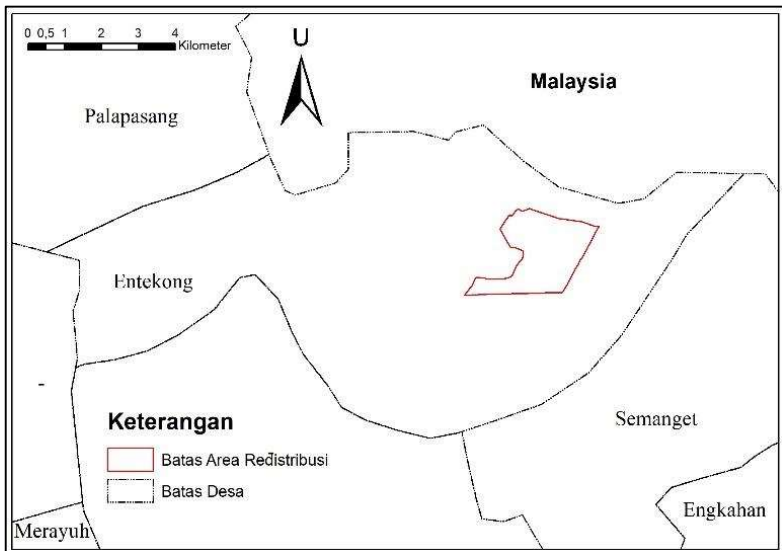 0 0,5 1 2 3 4
Kilometer
U
Malaysia
Palapasang
Entekong
-
Keterangan
Batas Area Redistribusi
Batas Desa
Semanget
Engkahan
Merayuh